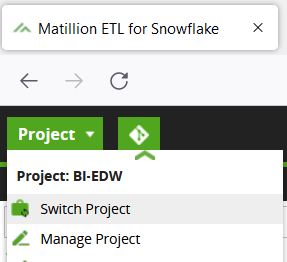 Matillion ETL for Snowflake
Project
Project: BI-EDW
Switch Project
Manage Project